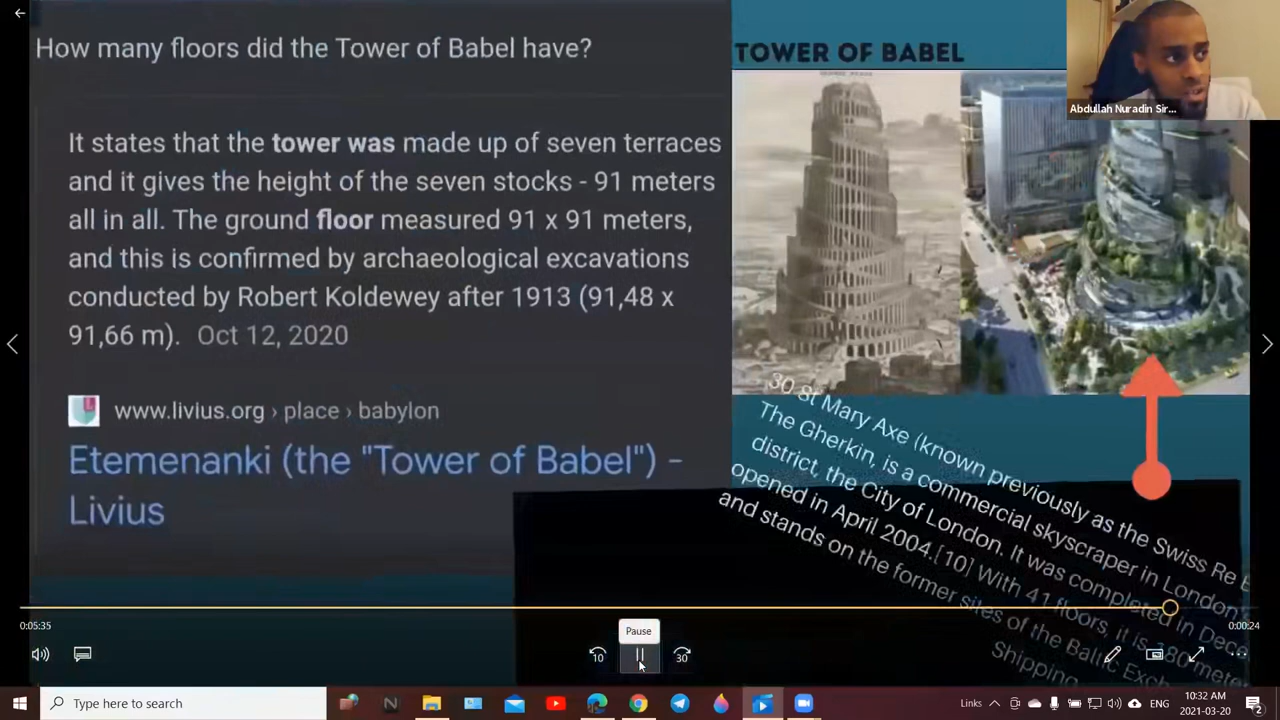 How many floors did the Tower of Babel have?
TOWER OF BABEL
Abdullah Nuradin Sir...
It states that the tower was made up of seven terraces
and it gives the height of the seven stocks - 91 meters
all in all. The ground floor measured 91 x 91 meters,
and this is confirmed by archaeological excavations
conducted by Robert Koldewey after 1913 (91,48 x
91,66 m). Oct 12, 2020
www.livius.org › place › babylon
Etemenanki (the "Tower of Babel") -
Livius
30 St Mary Axe (known previously as the Swiss Re
The Gherkin, is a commercial skyscraper in London
district, the City of London. It was completed in Dece
opened in April 2004.[10] With 41 floors, it is 180 meter
and stands on the former sites of the Baltic Exch
Shipping
0:05:35
Pause
0:00:24
10
30
Type here to search
Links
ENG
10:32 AM
2021-03-20
2